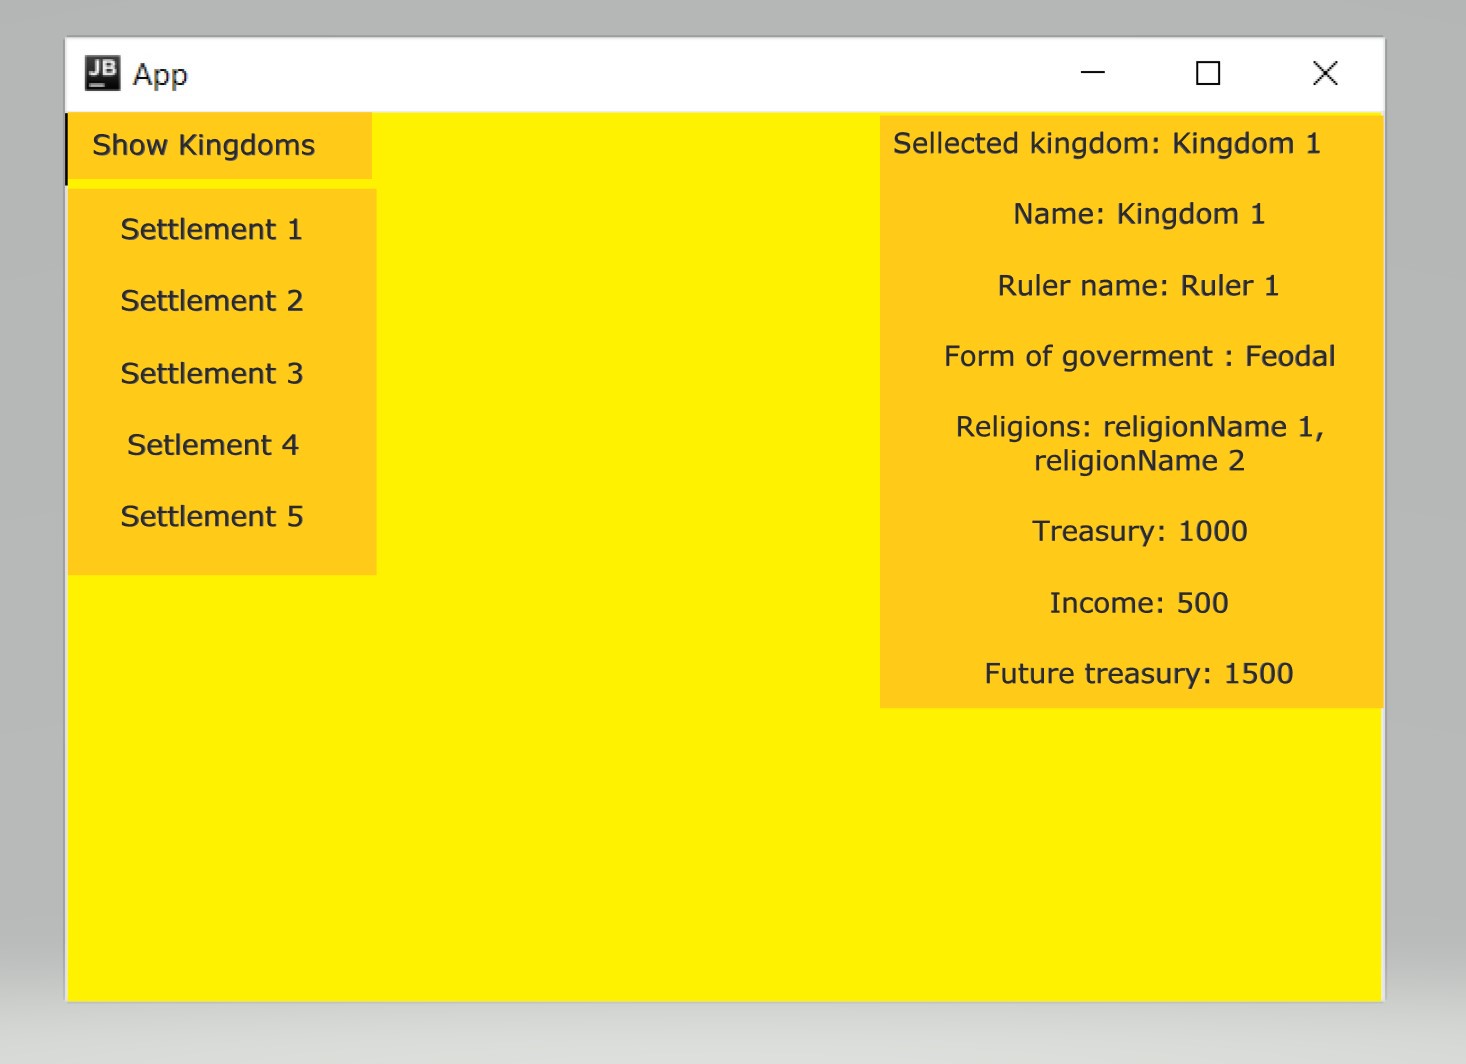 JB App
Show Kingdoms
Settlement 1
Settlement 2
Settlement 3
Setlement 4
Settlement 5
Sellected kingdom: Kingdom 1
Name: Kingdom 1
Ruler name: Ruler 1
Form of goverment : Feodal
Religions: religionName 1,
religionName 2
Treasury: 1000
Income: 500
Future treasury: 1500